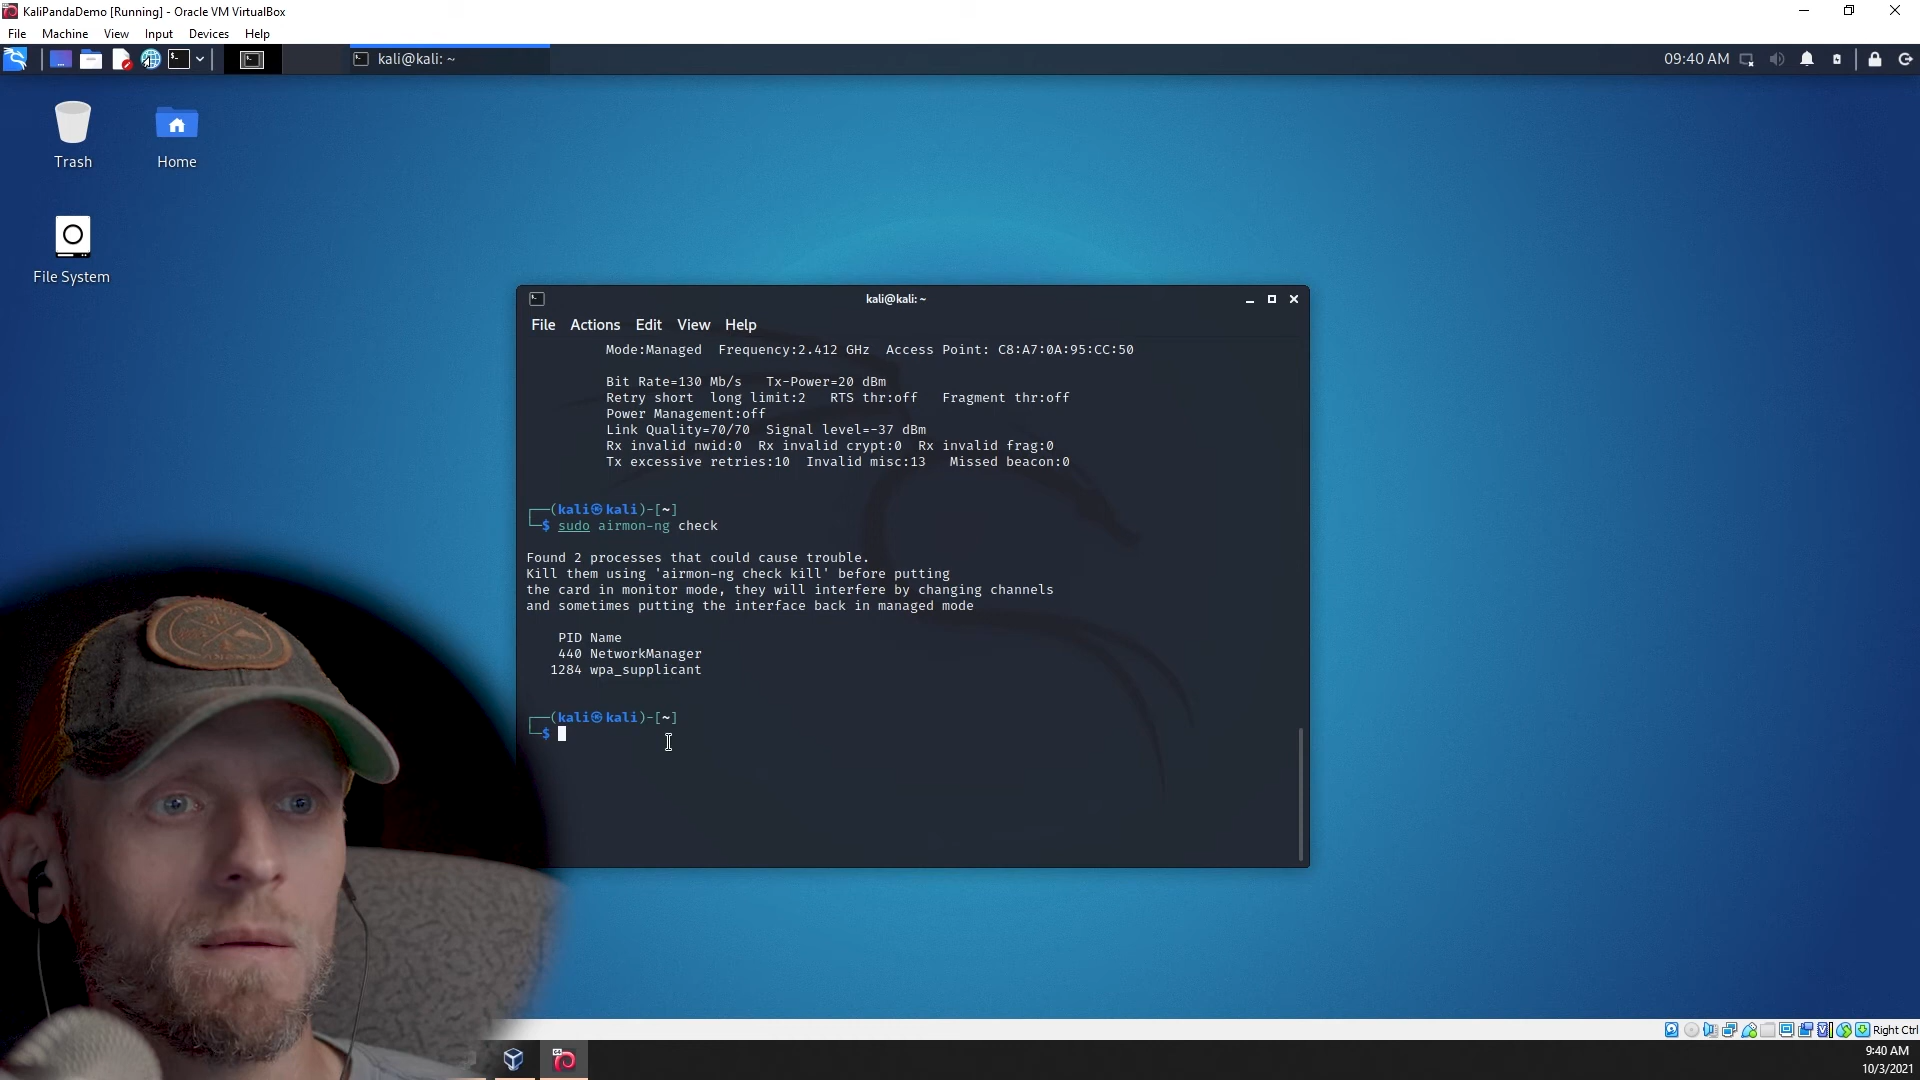 KaliPandaDemo [Running] - Oracle VM VirtualBox
File Machine View Input Devices Help
kali@kali: ~
09:40 AM
Trash
Home
File System
kali@kali: ~
File Actions Edit View Help
Mode:Managed  Frequency:2.412 GHz  Access Point: C8:A7:0A:95:CC:50
Bit Rate=130 Mb/s   Tx-Power=20 dBm
Retry short  long limit:2   RTS thr:off   Fragment thr:off
Power Management:off
Link Quality=70/70  Signal level=-37 dBm
Rx invalid nwid:0  Rx invalid crypt:0  Rx invalid frag:0
Tx excessive retries:10  Invalid misc:13   Missed beacon:0
┌──(kali㉿kali)-[~]
└─$ sudo airmon-ng check
Found 2 processes that could cause trouble.
Kill them using 'airmon-ng check kill' before putting
the card in monitor mode, they will interfere by changing channels
and sometimes putting the interface back in managed mode
PID Name
440 NetworkManager
1284 wpa_supplicant
┌──(kali㉿kali)-[~]
└─$
Right Ctrl
9:40 AM
10/3/2021